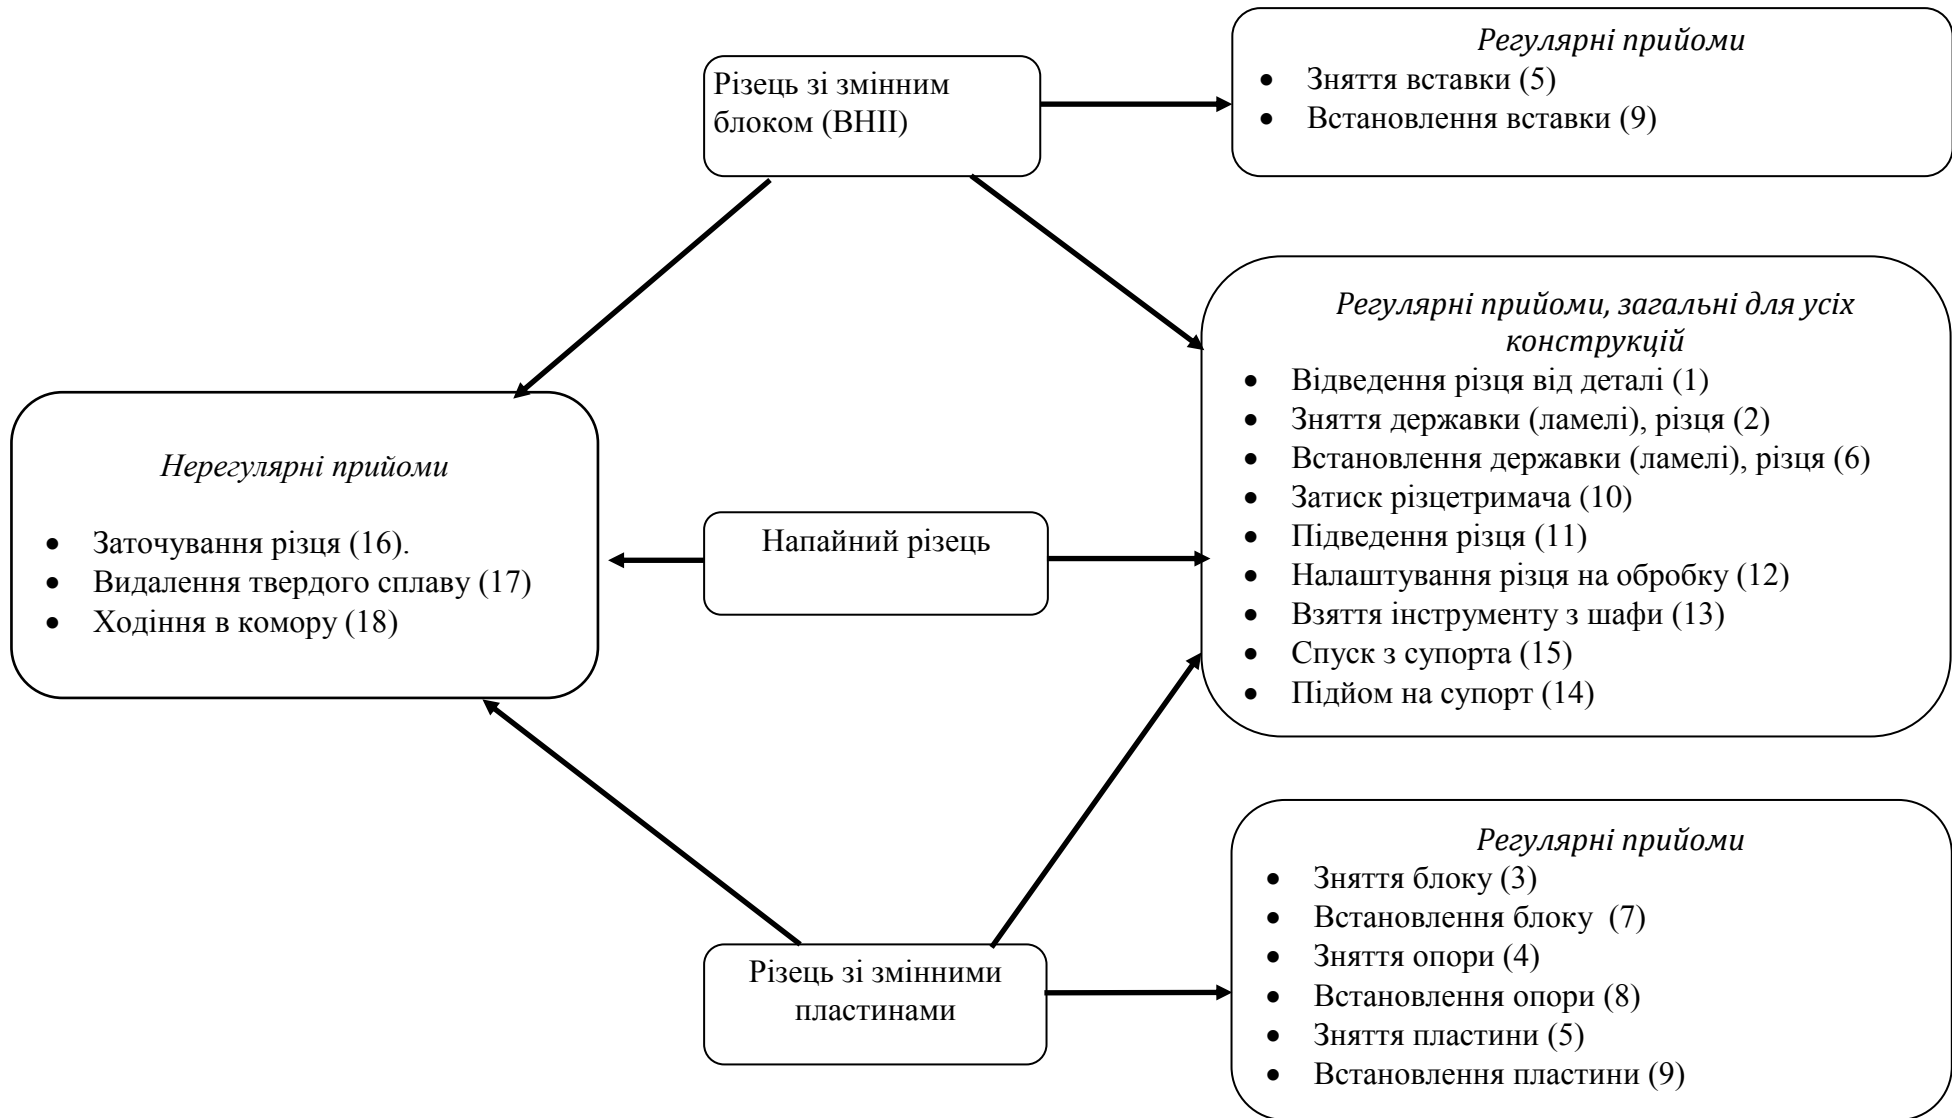 Регулярні прийоми
• Зняття вставки (5)
• Встановлення вставки (9)
Різець зі змінним
блоком (ВНІІ)
Регулярні прийоми, загальні для усіх
конструкцій
• Відведення різця від деталі (1)
• Зняття державки (ламелі), різця (2)
• Встановлення державки (ламелі), різця (6)
• Затиск різцетримача (10)
• Підведення різця (11)
• Налаштування різця на обробку (12)
• Взяття інструменту з шафи (13)
• Спуск з супорта (15)
• Підйом на супорт (14)
Нерегулярні прийоми
• Заточування різця (16).
• Видалення твердого сплаву (17)
• Ходіння в комору (18)
Напайний різець
Різець зі змінними
пластинами
Регулярні прийоми
• Зняття блоку (3)
• Встановлення блоку (7)
• Зняття опори (4)
• Встановлення опори (8)
• Зняття пластини (5)
• Встановлення пластини (9)